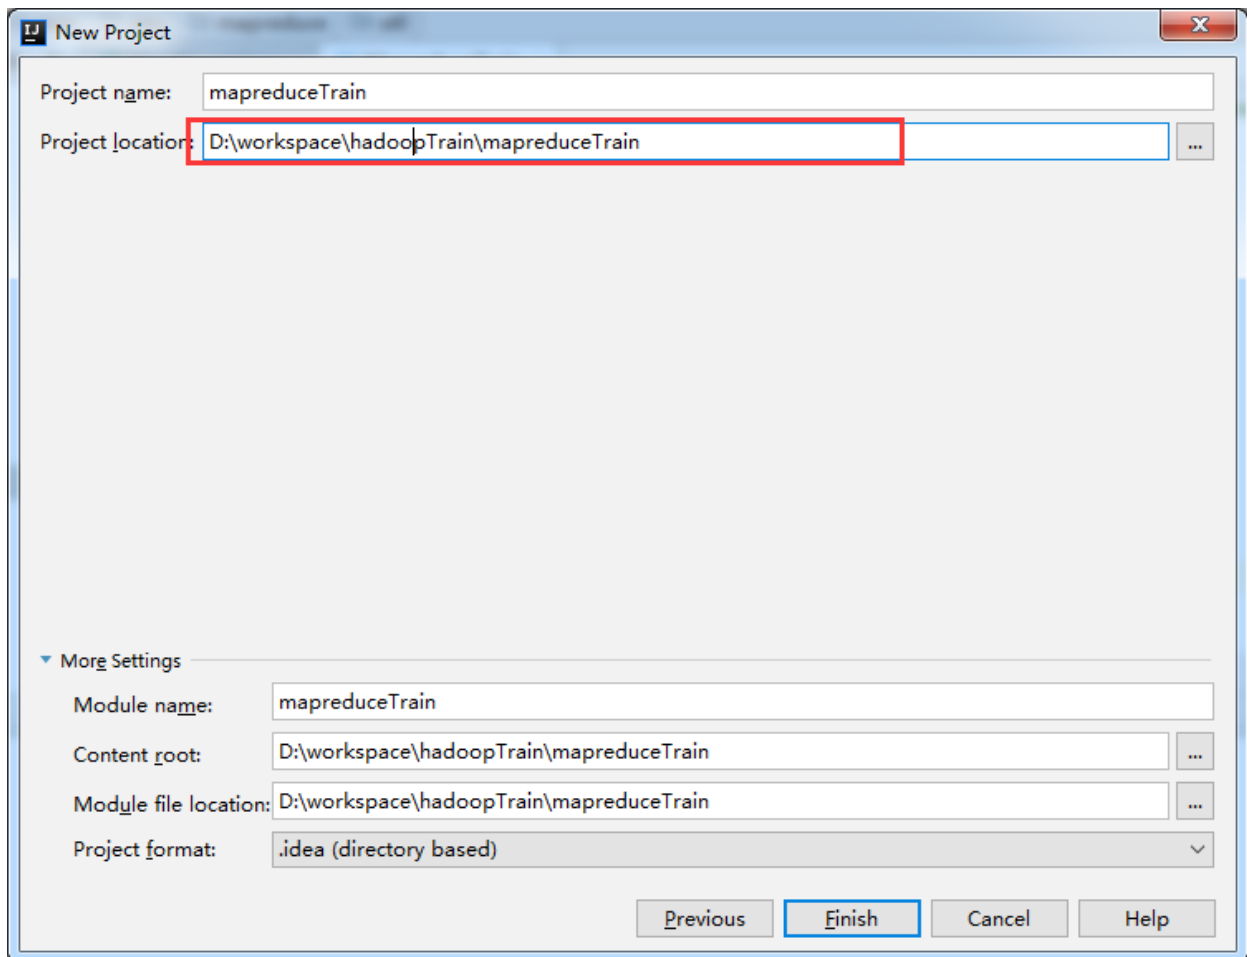 New Project
Project name: mapreduceTrain
Project location: D:\workspace\hadoopTrain\mapreduceTrain ...
More Settings
Module name: mapreduceTrain
Content root: D:\workspace\hadoopTrain\mapreduceTrain ...
Module file location: D:\workspace\hadoopTrain\mapreduceTrain ...
Project format: .idea (directory based)
Previous Finish Cancel Help